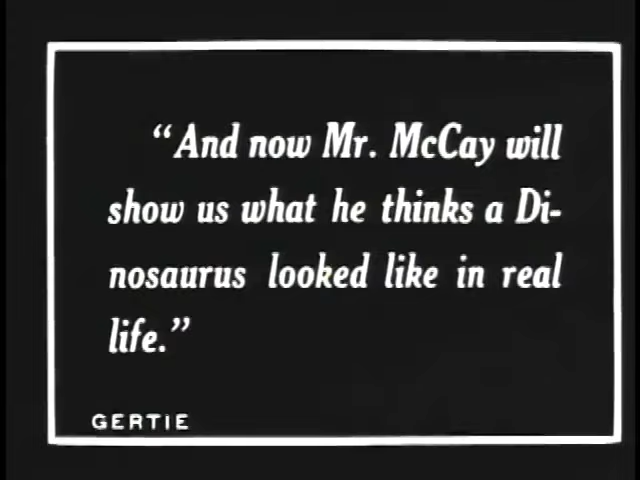 “And now Mr. McCay will
show us what he thinks a Di-
nosaurus looked like in real
life.”
GERTIE